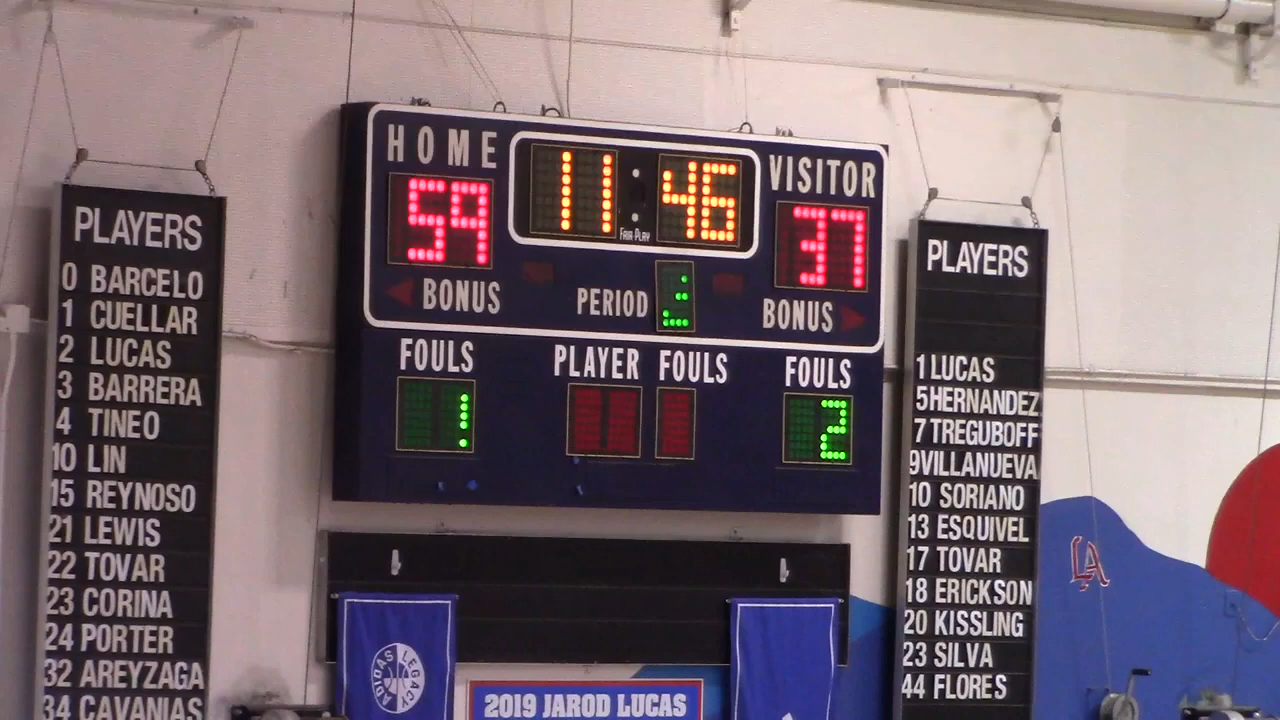 PLAYERS
0 BARCELO
1 CUELLAR
2 LUCAS
3 BARRERA
4 TINEO
10 LIN
15 REYNOSO
21 LEWIS
22 TOVAR
23 CORINA
24 PORTER
32 AREYZAGA
34 CAVANIAS
HOME
59
11:46
FAIR-PLAY
VISITOR
37
BONUS
PERIOD
BONUS
FOULS
1
PLAYER FOULS
FOULS
2
ADIDAS LEGACY
2019 JAROD LUCAS
PLAYERS
1 LUCAS
5 HERNANDEZ
7 TREGUBOFF
9 VILLANUEVA
10 SORIANO
13 ESQUIVEL
17 TOVAR
18 ERICKSON
20 KISSLING
23 SILVA
44 FLORES
LA